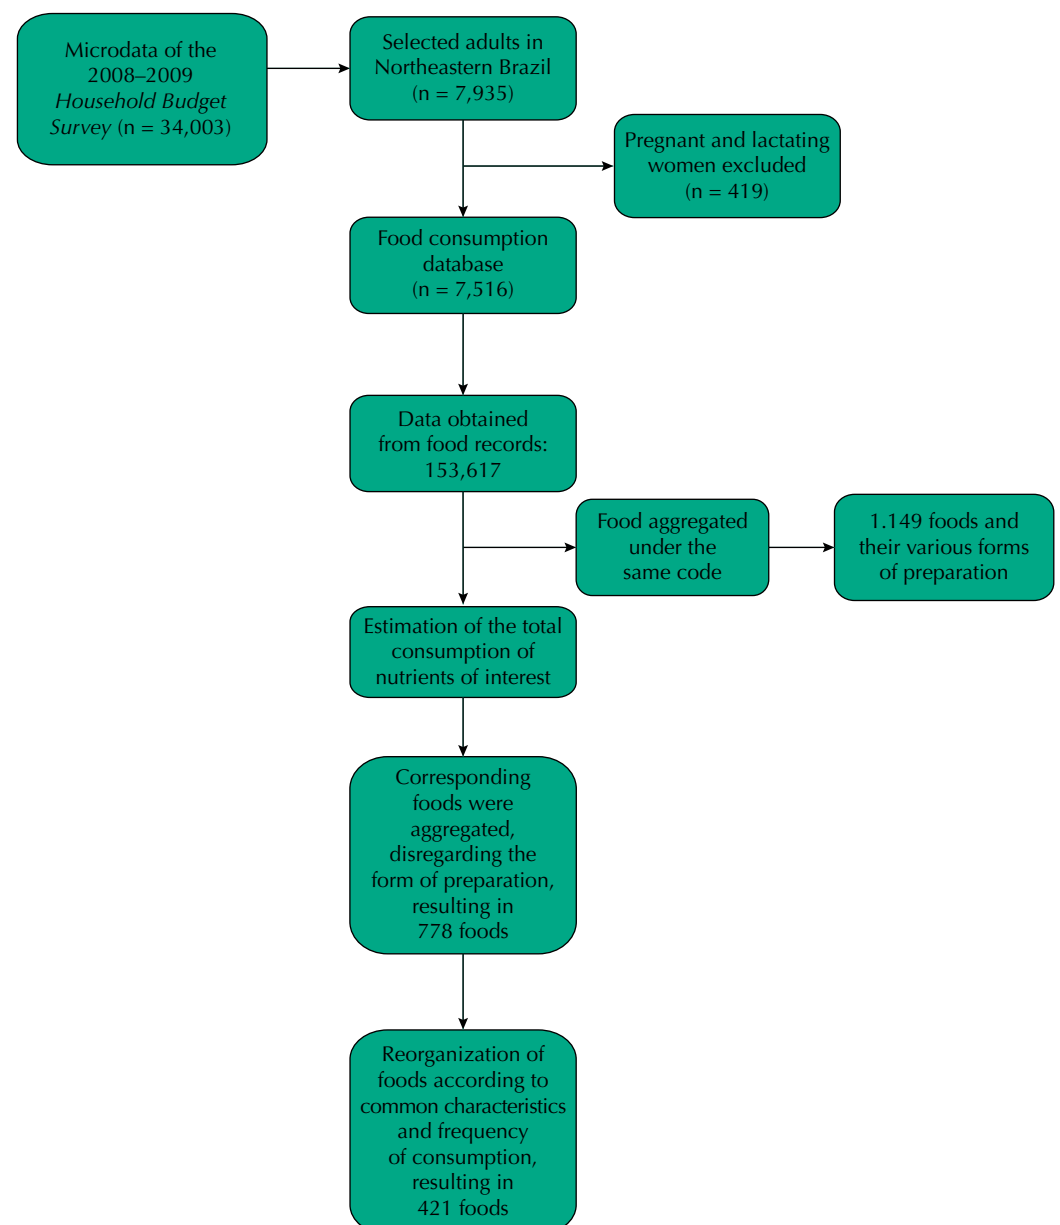 Microdata of the
2008–2009
Household Budget
Survey (n = 34,003)
Selected adults in
Northeastern Brazil
(n = 7,935)
Pregnant and lactating
women excluded
(n = 419)
Food consumption
database
(n = 7,516)
Data obtained
from food records:
153,617
Food aggregated
under the
same code
1.149 foods and
their various forms
of preparation
Estimation of the total
consumption of
nutrients of interest
Corresponding
foods were
aggregated,
disregarding the
form of preparation,
resulting in
778 foods
Reorganization of
foods according to
common characteristics
and frequency
of consumption,
resulting in
421 foods